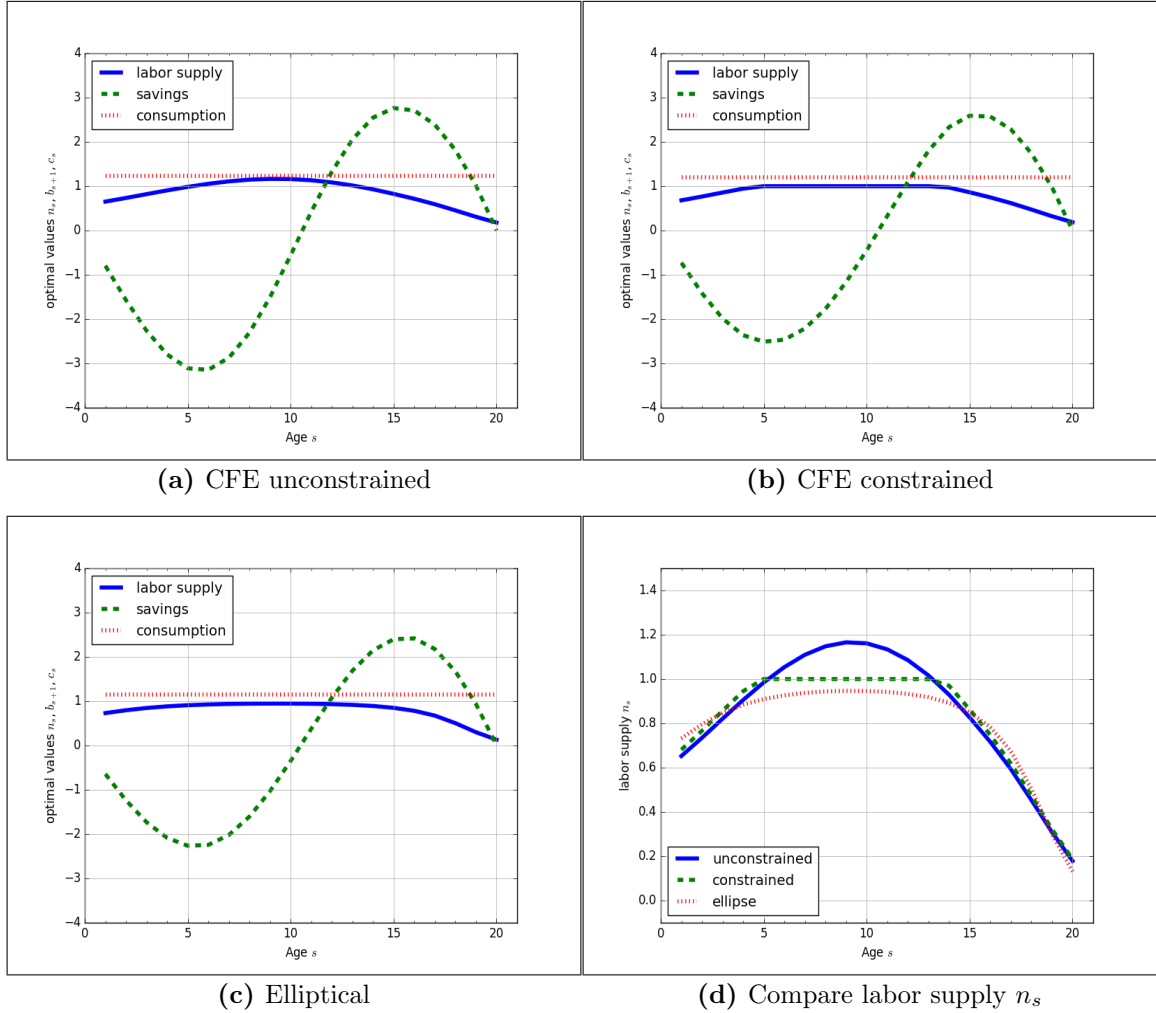 4
3
2
1
0
−1
−2
−3
−4
optimal values n_s, b_{s+1}, c_s
labor supply
savings
consumption
0 5 10 15 20
Age s
(a) CFE unconstrained
4
3
2
1
0
−1
−2
−3
−4
optimal values n_s, b_{s+1}, c_s
labor supply
savings
consumption
0 5 10 15 20
Age s
(b) CFE constrained
4
3
2
1
0
−1
−2
−3
−4
optimal values n_s, b_{s+1}, c_s
labor supply
savings
consumption
0 5 10 15 20
Age s
(c) Elliptical
1.4
1.2
1.0
0.8
0.6
0.4
0.2
0.0
labor supply n_s
unconstrained
constrained
ellipse
0 5 10 15 20
Age s
(d) Compare labor supply n_s